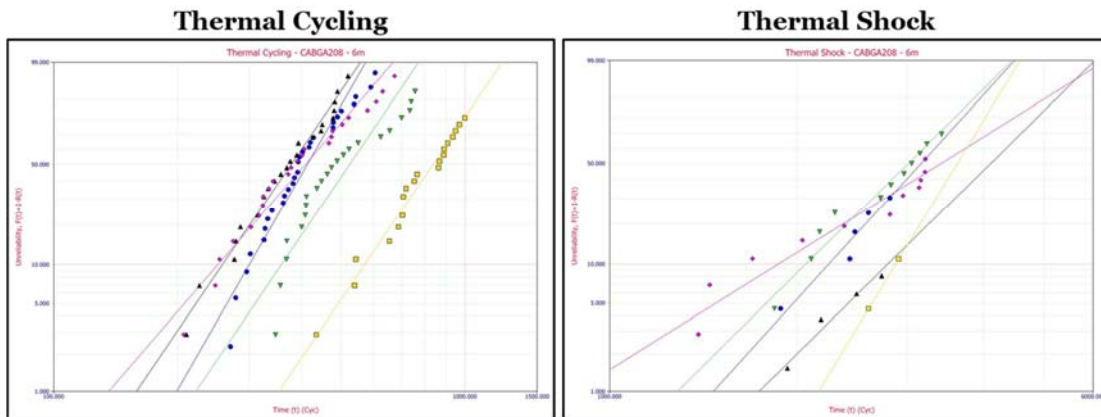 Thermal Cycling
Thermal Cycling - CABGA208 - 6m
Unreliability, F(t)=1-R(t)
99.000
50.000
10.000
5.000
1.000
100.000
1000.000
1500.000
Time (t) (Cyc)
Thermal Shock
Thermal Shock - CABGA208 - 6m
Unreliability, F(t)=1-R(t)
99.000
50.000
10.000
5.000
1.000
1000.000
6000.000
Time (t) (Cyc)